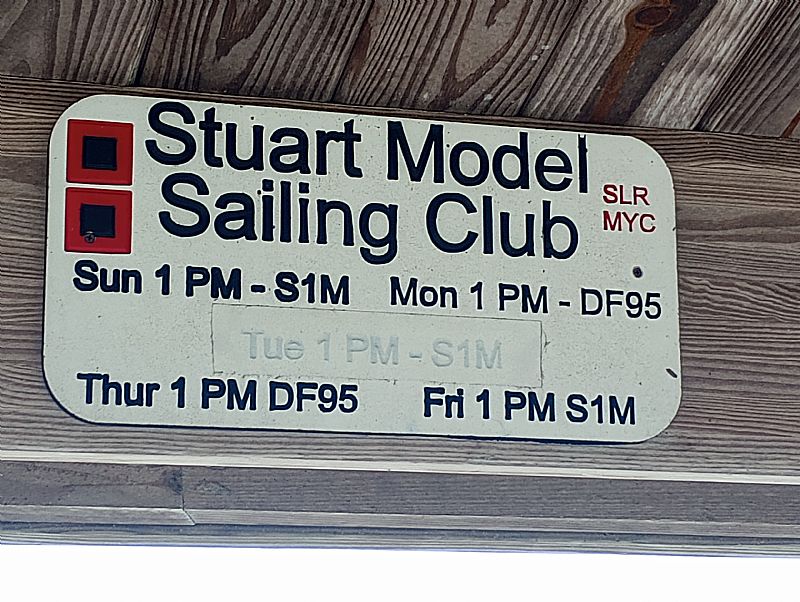 Stuart Model
Sailing Club
SLR
MYC
Sun 1 PM - S1M Mon 1 PM - DF95
Tue 1 PM - S1M
Thur 1 PM DF95 Fri 1 PM S1M